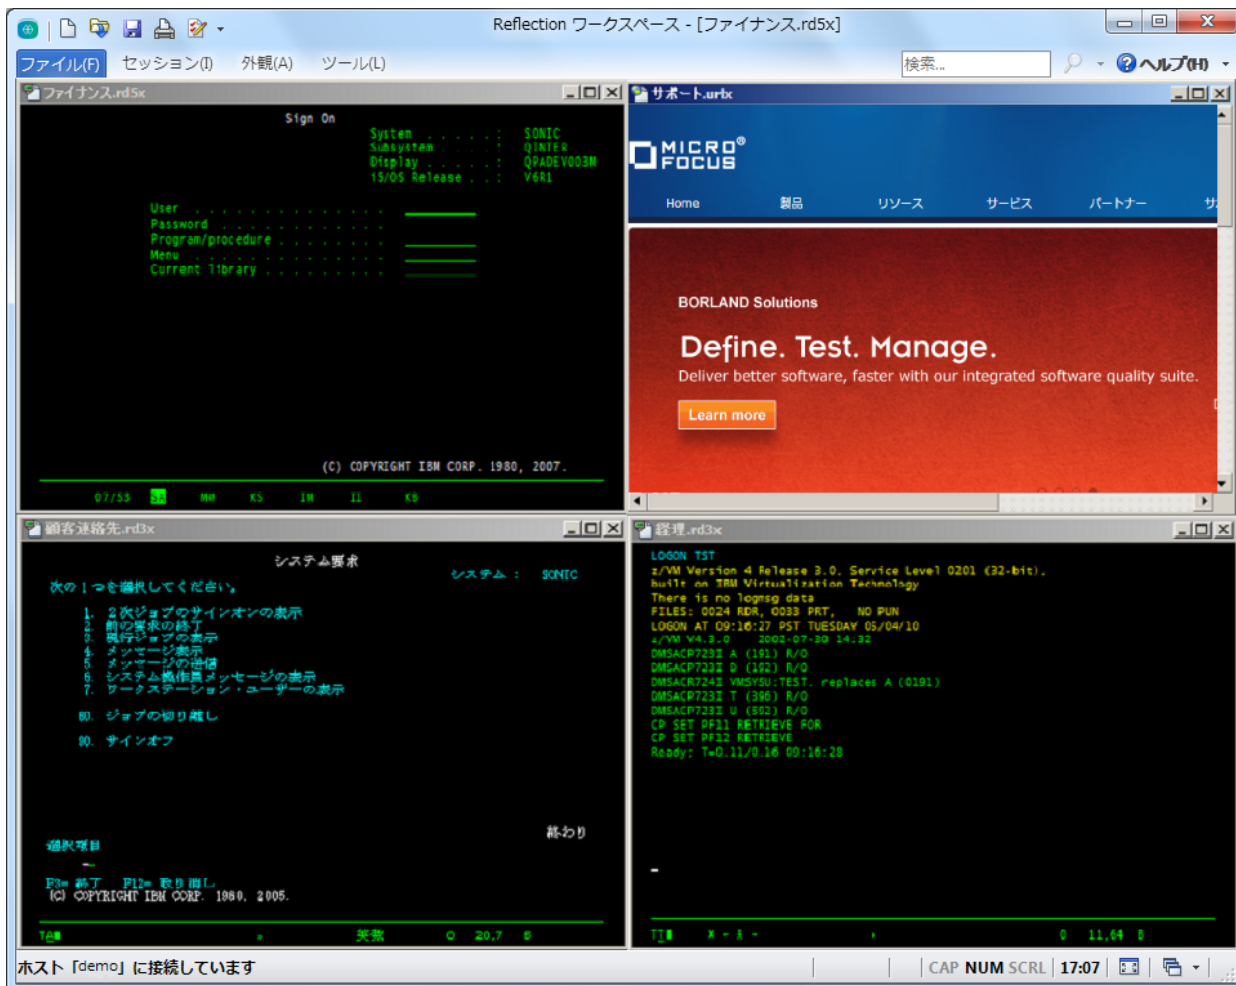 Reflection ワークスペース - [ファイナンス.rd5x]
ファイル(F) セッション(I) 外観(A) ツール(L) 検索... ヘルプ(H)
ファイナンス.rd5x
Sign On
System . . . . . : SONIC
Subsystem . . . . : QINTER
Display . . . . . : QPADEV003M
i5/OS Release . . : V6R1
User . . . . . . . . . . . . . .
Password . . . . . . . . . . . .
Program/procedure . . . . . . . .
Menu . . . . . . . . . . . . . .
Current library . . . . . . . . .
(C) COPYRIGHT IBM CORP. 1980, 2007.
07/53 SA MW KS IM II KB
サポート.urlx
MICRO FOCUS®
Home 製品 リソース サービス パートナー サ
BORLAND Solutions
Define. Test. Manage.
Deliver better software, faster with our integrated software quality suite.
Learn more
顧客連絡先.rd3x
システム要求
システム : SONIC
次の1つを選択してください。
1. 2次ジョブのサインオンの表示
2. 前の要求の終了
3. 現行ジョブの表示
4. メッセージ表示
5. メッセージの送信
6. システム操作員メッセージの表示
7. ワークステーション・ユーザーの表示
80. ジョブの切り離し
90. サインオフ
終わり
選択項目
F3= 終了 F12= 取り消し
(C) COPYRIGHT IBM CORP. 1980, 2005.
英数 20,7
経理.rd3x
LOGON TST
z/VM Version 4 Release 3.0, Service Level 0201 (32-bit),
built on IBM Virtualization Technology
There is no logmsg data
FILES: 0024 RDR, 0033 PRT, NO PUN
LOGON AT 09:16:27 PST TUESDAY 05/04/10
z/VM V4.3.0 2002-07-30 14.32
DMSACP723I A (191) R/O
DMSACP723I D (192) R/O
DMSACR724I VMSYSU:TEST. replaces A (0191)
DMSACP723I T (396) R/O
DMSACP723I U (592) R/O
CP SET PF11 RETRIEVE FOR
CP SET PF12 RETRIEVE
Ready; T=0.11/0.16 09:16:28
11,64
ホスト「demo」に接続しています CAP NUM SCRL 17:07